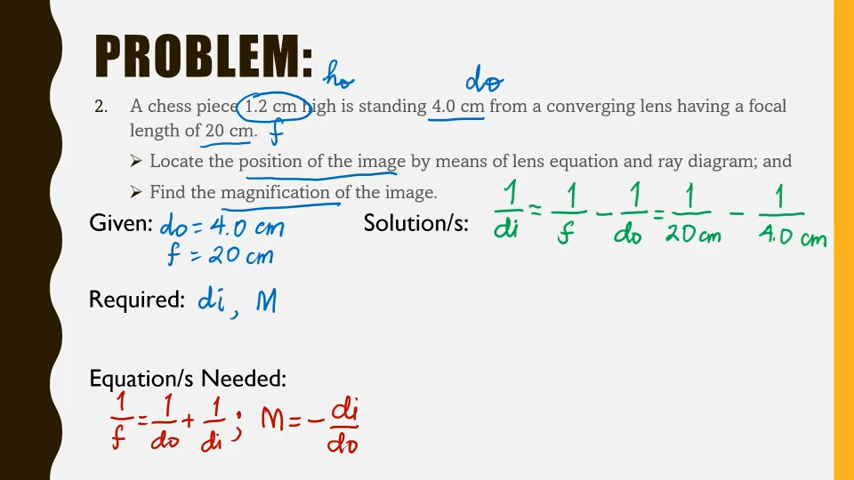 PROBLEM:
ho do
2. A chess piece 1.2 cm high is standing 4.0 cm from a converging lens having a focal
length of 20 cm. f
➢ Locate the position of the image by means of lens equation and ray diagram; and
➢ Find the magnification of the image.
Given: do = 4.0 cm
f = 20 cm
Solution/s: 1/di = 1/f - 1/do = 1/20 cm - 1/4.0 cm
Required: di, M
Equation/s Needed:
1/f = 1/do + 1/di ; M = - di/do